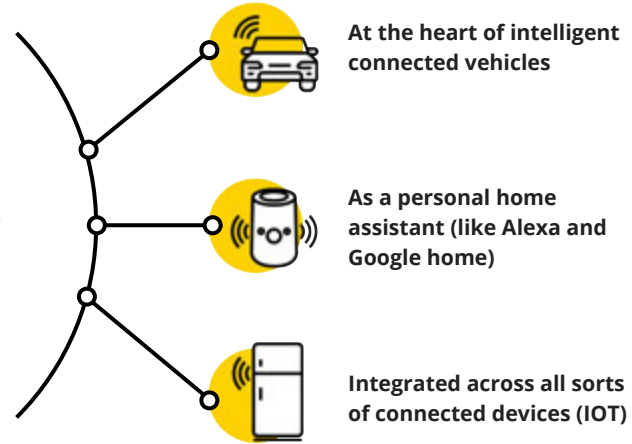 At the heart of intelligent
connected vehicles
As a personal home
assistant (like Alexa and
Google home)
Integrated across all sorts
of connected devices (IOT)